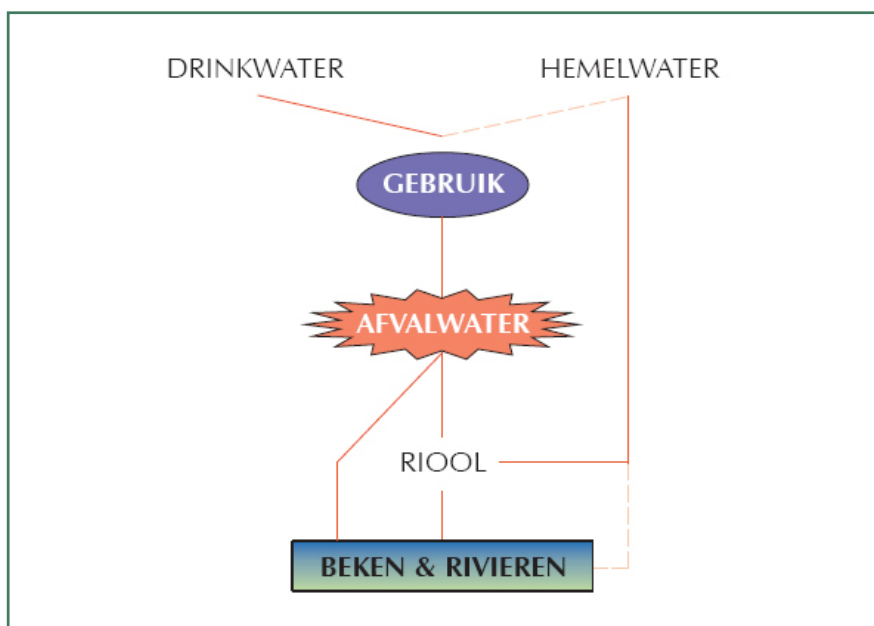 DRINKWATER
HEMELWATER
GEBRUIK
AFVALWATER
RIOOL
BEKEN & RIVIEREN